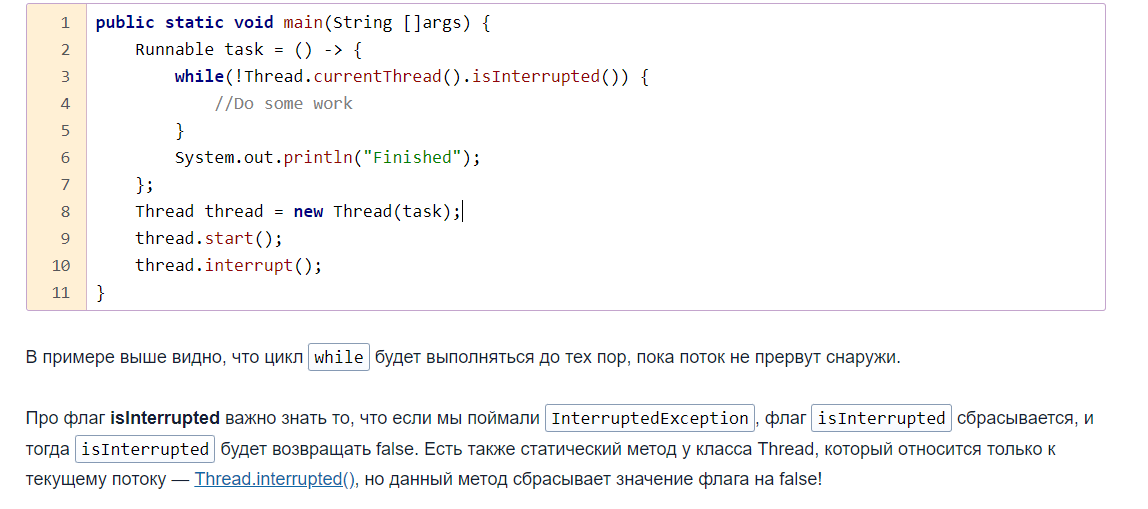 1 public static void main(String []args) {
2     Runnable task = () -> {
3         while(!Thread.currentThread().isInterrupted()) {
4             //Do some work
5         }
6         System.out.println("Finished");
7     };
8     Thread thread = new Thread(task);
9     thread.start();
10     thread.interrupt();
11 }
В примере выше видно, что цикл while будет выполняться до тех пор, пока поток не прервут снаружи.
Про флаг isInterrupted важно знать то, что если мы поймали InterruptedException, флаг isInterrupted сбрасывается, и
тогда isInterrupted будет возвращать false. Есть также статический метод у класса Thread, который относится только к
текущему потоку — Thread.interrupted(), но данный метод сбрасывает значение флага на false!